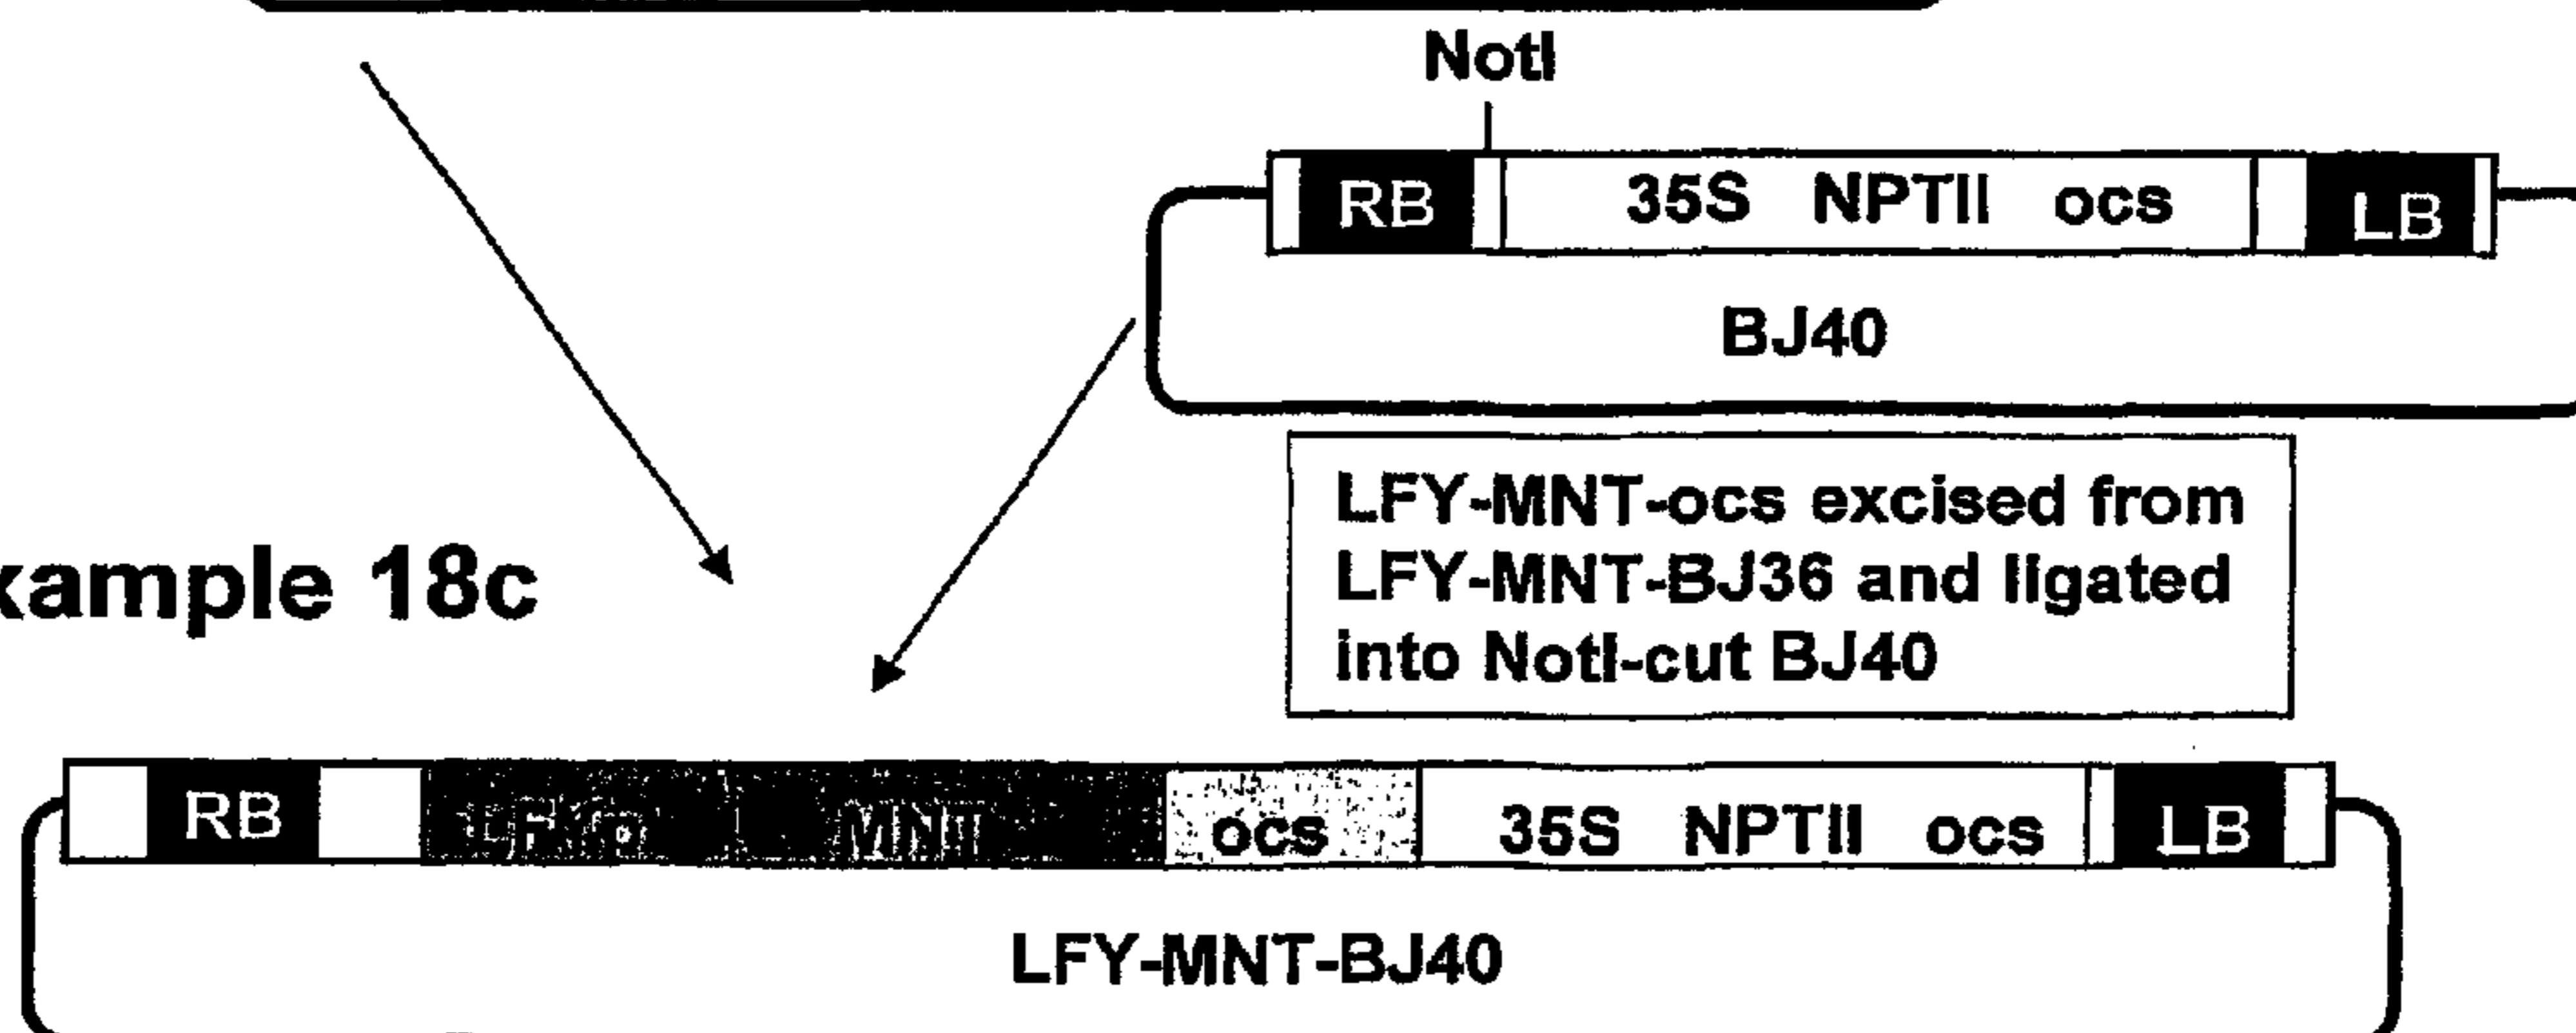 NotI
RB 35S NPTII ocs LB
BJ40
LFY-MNT-ocs excised from
LFY-MNT-BJ36 and ligated
into NotI-cut BJ40
xample 18c
RB LFYp MNT ocs 35S NPTII ocs LB
LFY-MNT-BJ40